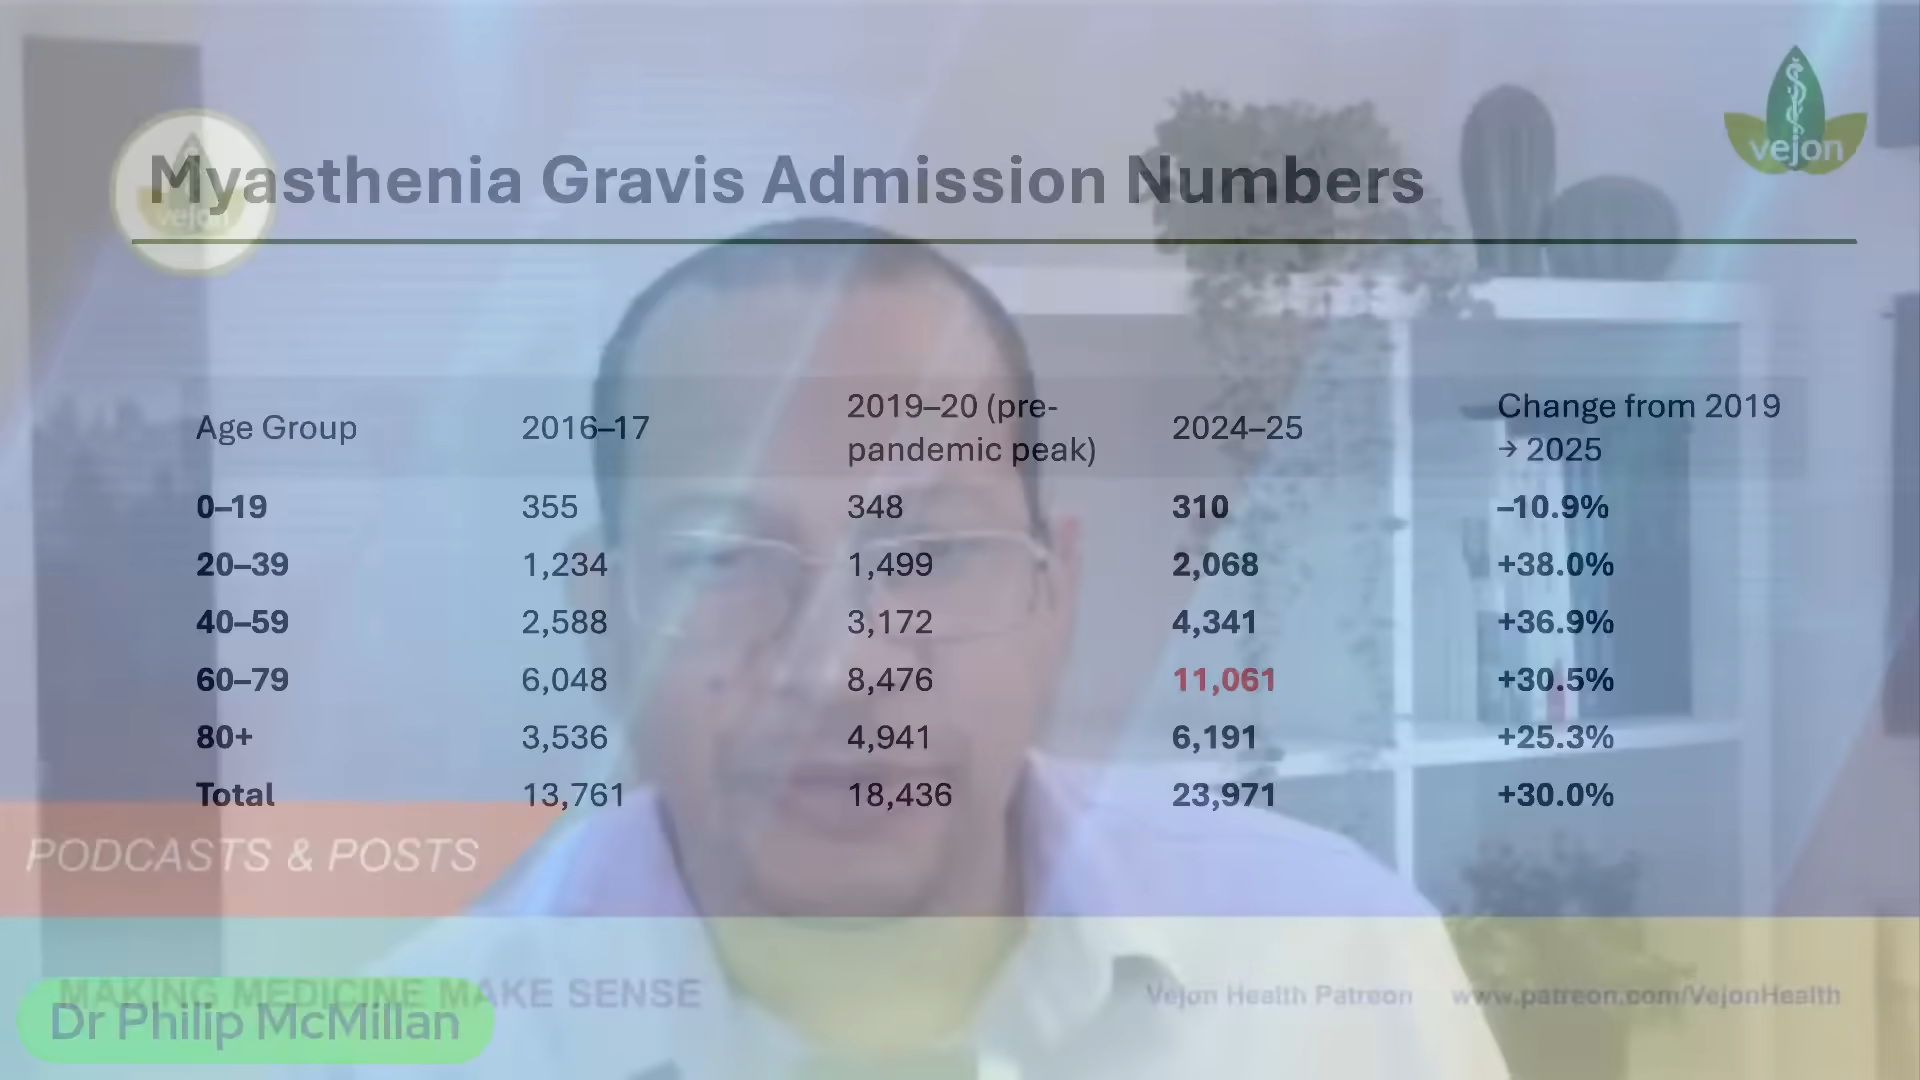 vejon
vejon
Myasthenia Gravis Admission Numbers
Age Group 2016–17 2019–20 (pre-pandemic peak) 2024–25 Change from 2019 → 2025
0–19 355 348 310 –10.9%
20–39 1,234 1,499 2,068 +38.0%
40–59 2,588 3,172 4,341 +36.9%
60–79 6,048 8,476 11,061 +30.5%
80+ 3,536 4,941 6,191 +25.3%
Total 13,761 18,436 23,971 +30.0%
PODCASTS & POSTS
MAKING MEDICINE MAKE SENSE
Vejon Health Patreon www.patreon.com/VejonHealth
Dr Philip McMillan